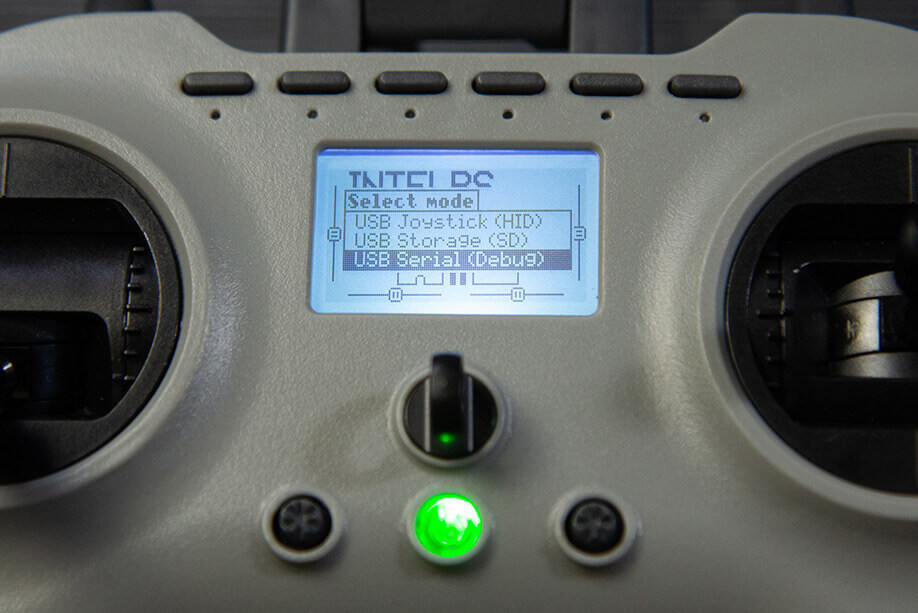 Select mode
USB Joystick (HID)
USB Storage (SD)
USB Serial (Debug)